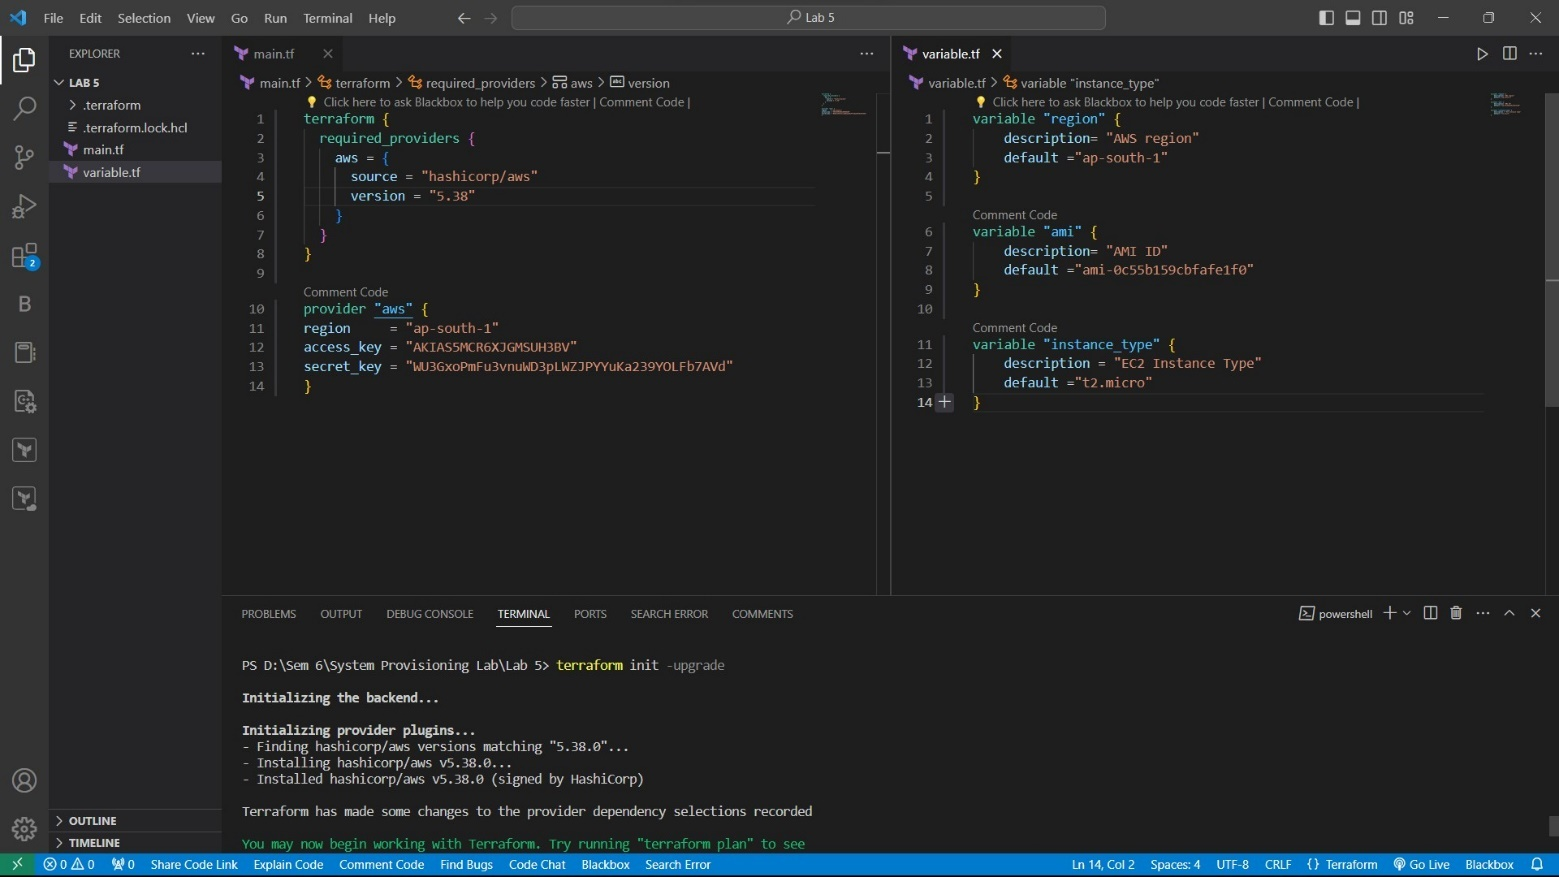 File Edit Selection View Go Run Terminal Help
Lab 5
EXPLORER
LAB 5
.terraform
.terraform.lock.hcl
main.tf
variable.tf
OUTLINE
TIMELINE
2
B
main.tf
main.tf > terraform > required_providers > aws > version
Click here to ask Blackbox to help you code faster | Comment Code |
1 terraform {
2 required_providers {
3 aws = {
4 source = "hashicorp/aws"
5 version = "5.38"
6 }
7 }
8 }
9
Comment Code
10 provider "aws" {
11 region = "ap-south-1"
12 access_key = "AKIAS5MCR6XJGMSUH3BV"
13 secret_key = "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"
14 }
variable.tf
variable.tf > variable "instance_type"
Click here to ask Blackbox to help you code faster | Comment Code |
1 variable "region" {
2 description= "AWS region"
3 default ="ap-south-1"
4 }
5
Comment Code
6 variable "ami" {
7 description= "AMI ID"
8 default ="ami-0c55b159cbfafe1f0"
9 }
10
Comment Code
11 variable "instance_type" {
12 description = "EC2 Instance Type"
13 default ="t2.micro"
14 }
PROBLEMS OUTPUT DEBUG CONSOLE TERMINAL PORTS SEARCH ERROR COMMENTS
powershell
PS D:\Sem 6\System Provisioning Lab\Lab 5> terraform init -upgrade
Initializing the backend...
Initializing provider plugins...
- Finding hashicorp/aws versions matching "5.38.0"...
- Installing hashicorp/aws v5.38.0...
- Installed hashicorp/aws v5.38.0 (signed by HashiCorp)
Terraform has made some changes to the provider dependency selections recorded
You may now begin working with Terraform. Try running "terraform plan" to see
0 0 0 Share Code Link Explain Code Comment Code Find Bugs Code Chat Blackbox Search Error
Ln 14, Col 2 Spaces: 4 UTF-8 CRLF {} Terraform Go Live Blackbox